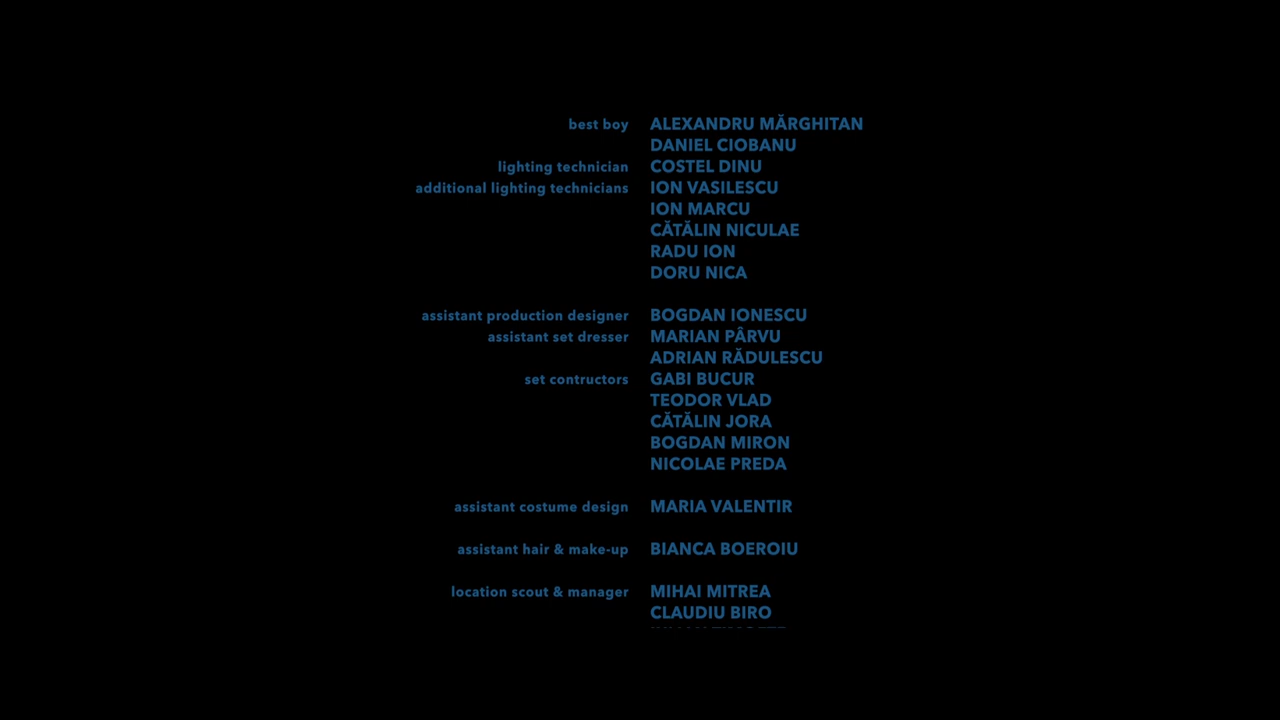 best boy ALEXANDRU MĂRGHITAN
DANIEL CIOBANU
lighting technician COSTEL DINU
additional lighting technicians ION VASILESCU
ION MARCU
CĂTĂLIN NICULAE
RADU ION
DORU NICA
assistant production designer BOGDAN IONESCU
assistant set dresser MARIAN PÂRVU
ADRIAN RĂDULESCU
set contructors GABI BUCUR
TEODOR VLAD
CĂTĂLIN JORA
BOGDAN MIRON
NICOLAE PREDA
assistant costume design MARIA VALENTIR
assistant hair & make-up BIANCA BOEROIU
location scout & manager MIHAI MITREA
CLAUDIU BIRO